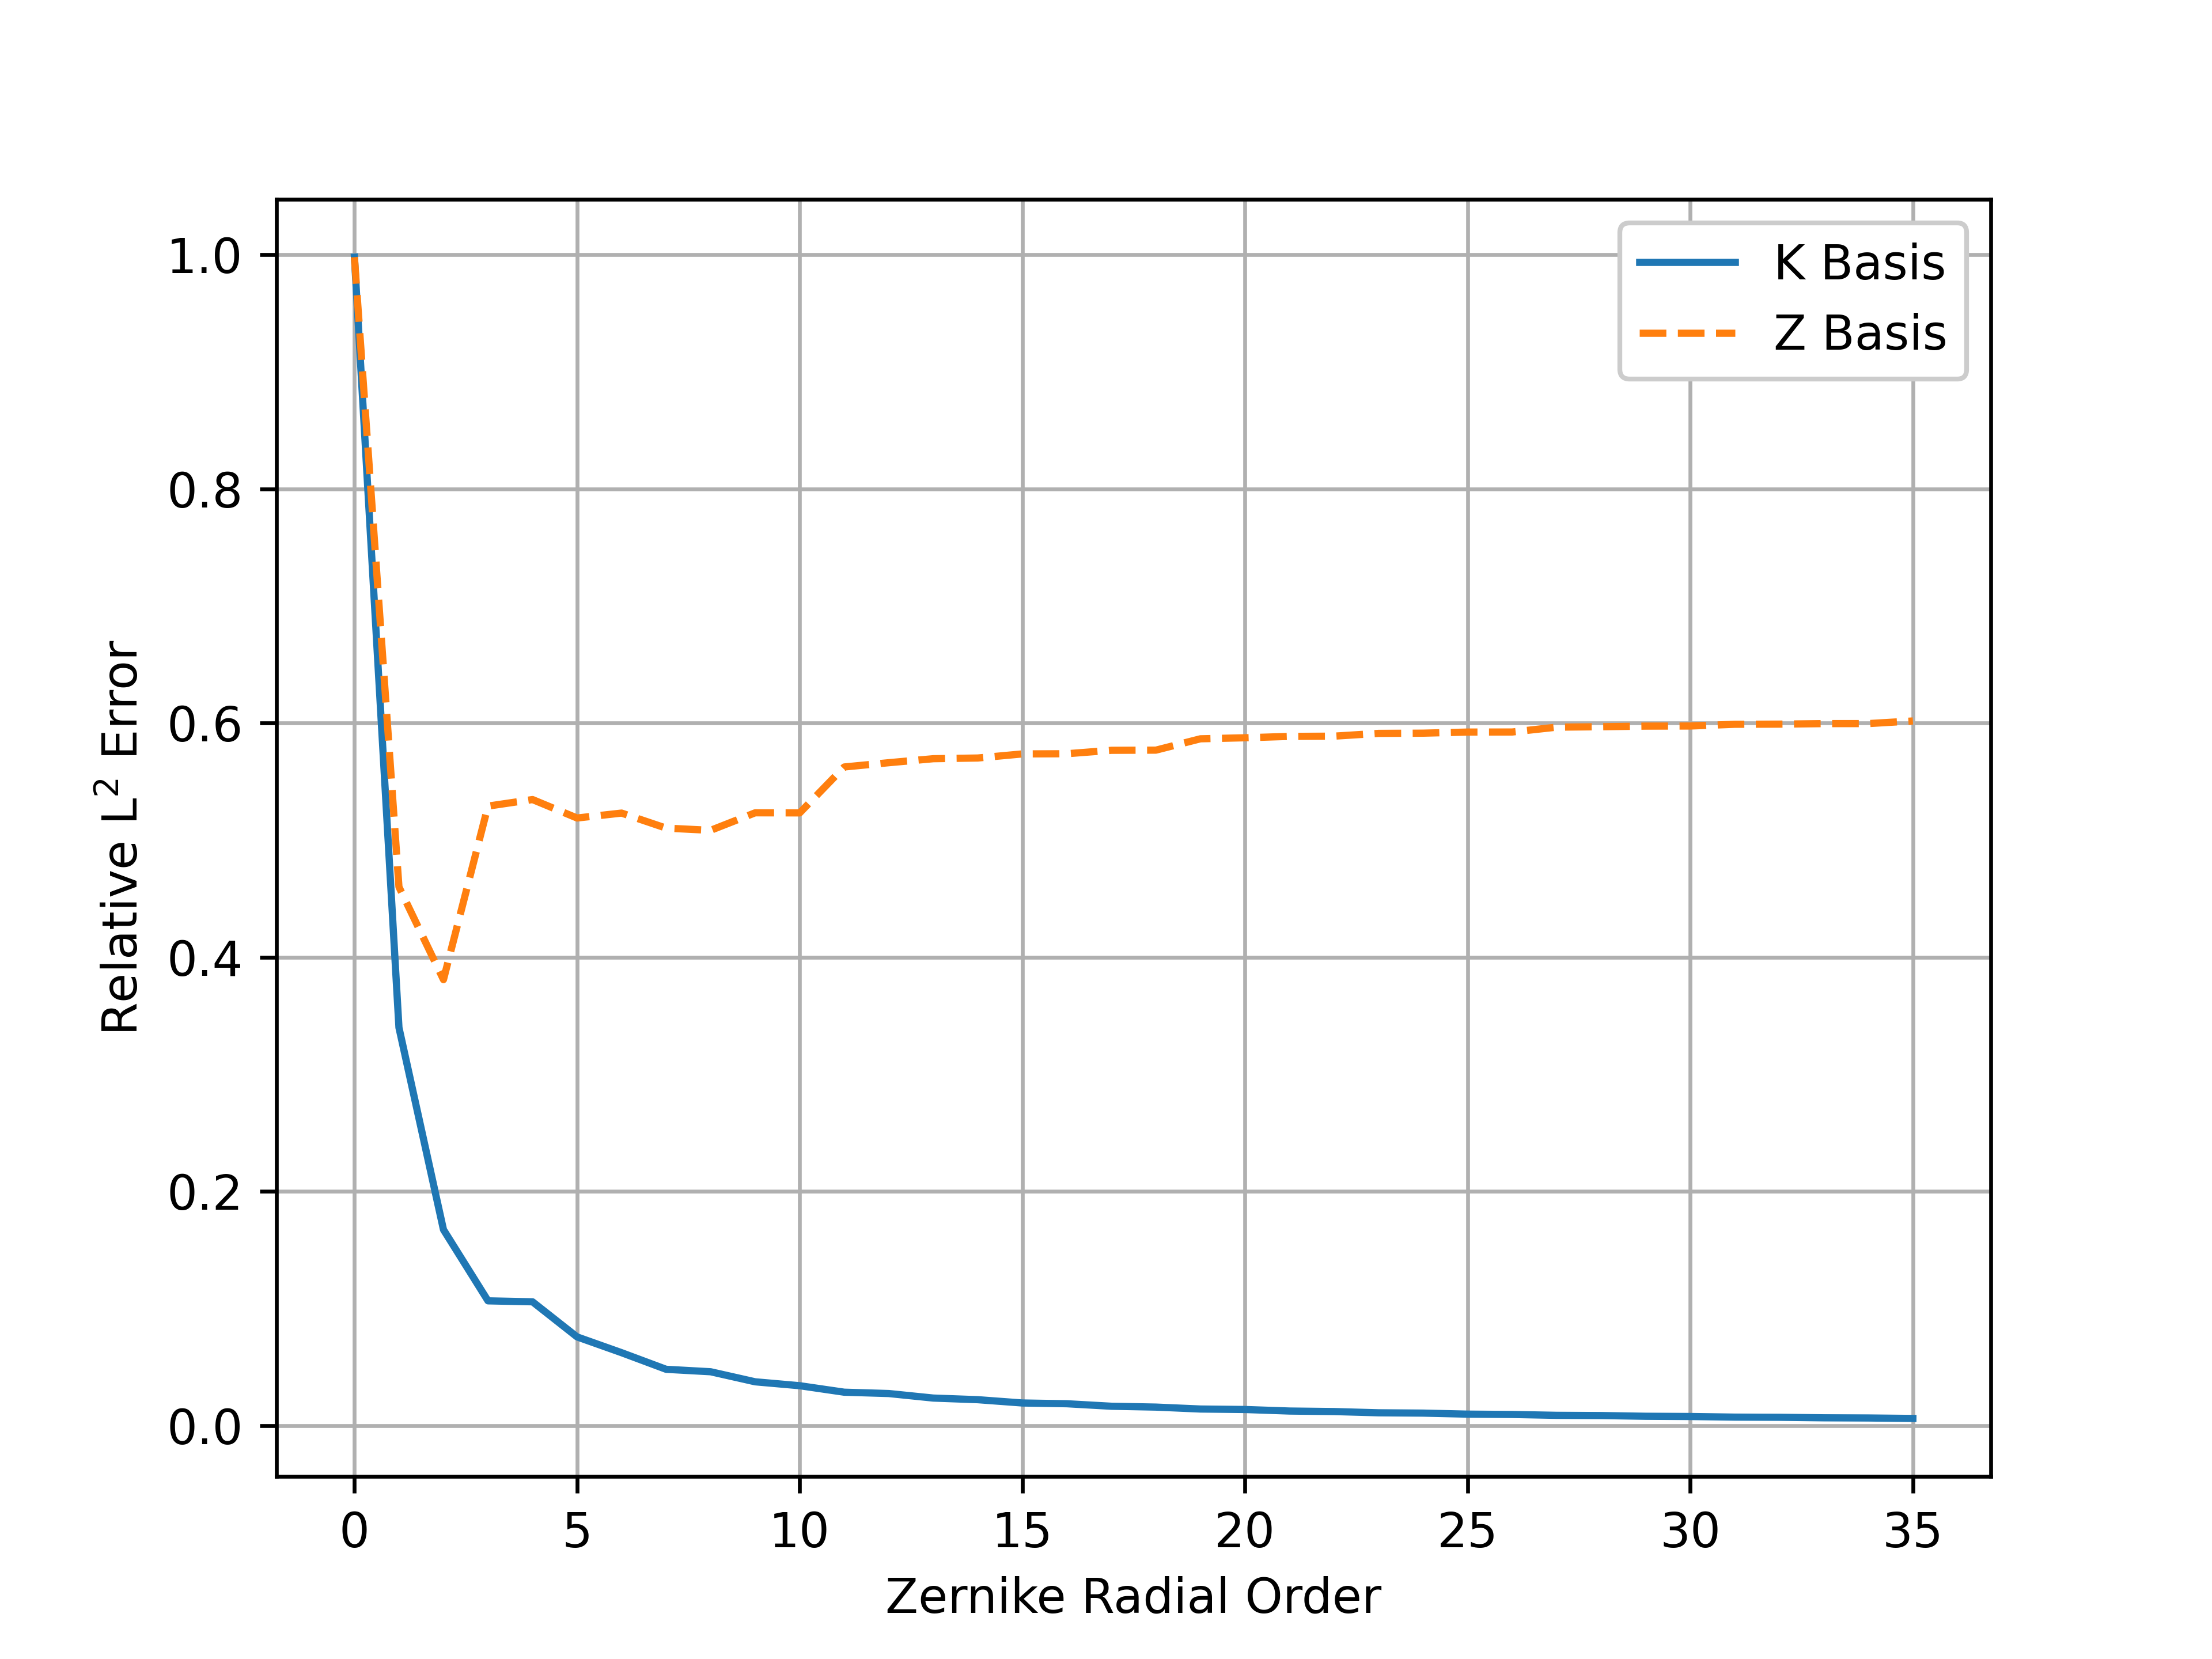 K Basis
Z Basis
1.0
0.8
0.6
0.4
0.2
0.0
Relative L² Error
0 5 10 15 20 25 30 35
Zernike Radial Order